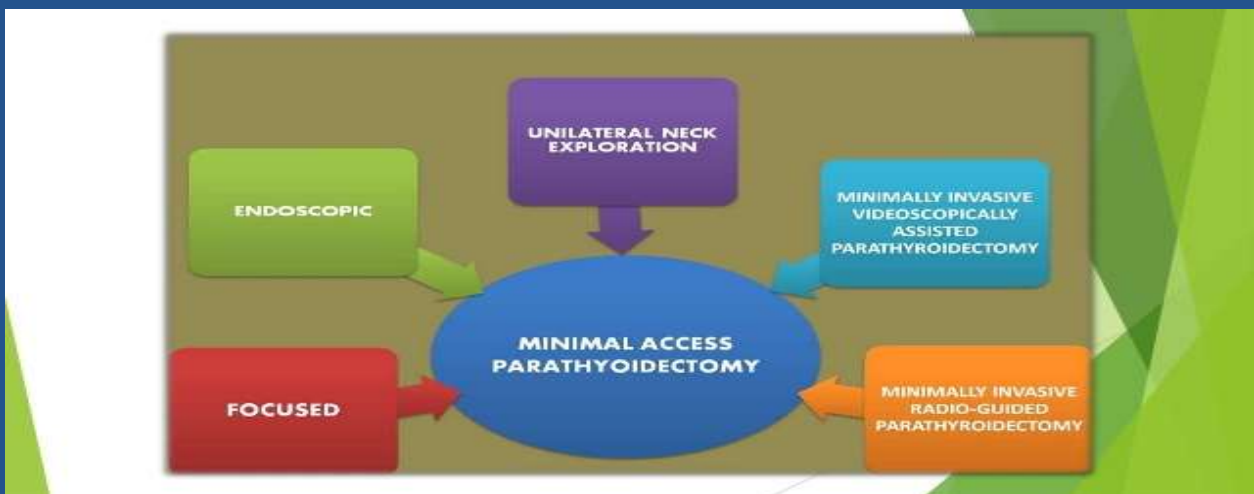 UNILATERAL NECK
EXPLORATION
ENDOSCOPIC
MINIMALLY INVASIVE
VIDEOSCOPICALLY
ASSISTED
PARATHYROIDECTOMY
MINIMAL ACCESS
PARATHYOIDECTOMY
FOCUSED
MINIMALLY INVASIVE
RADIO-GUIDED
PARATHYROIDECTOMY